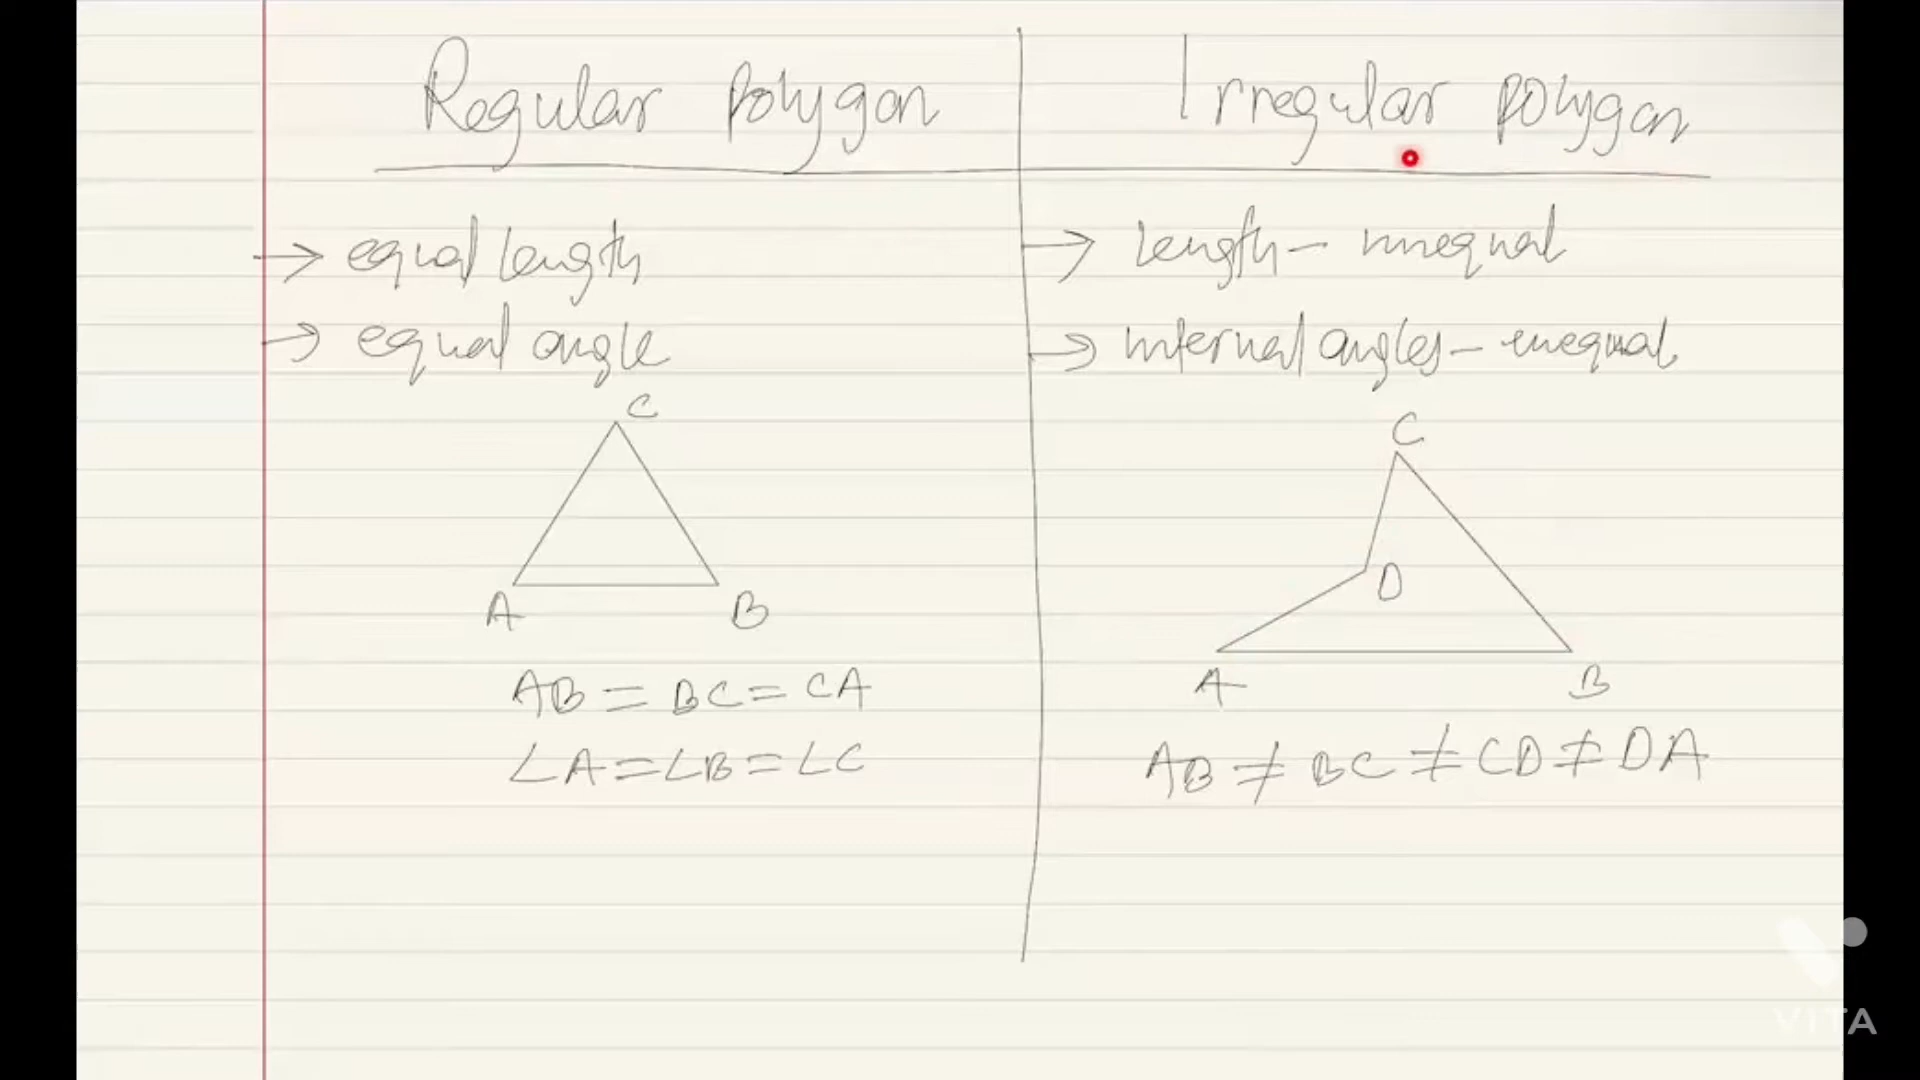 Regular Polygon
Irregular polygon
→ equal length
→ equal angle
C
A
B
AB = BC = CA
∠A = ∠B = ∠C
→ length – unequal
→ internal angles – unequal
C
D
A
B
AB ≠ BC ≠ CD ≠ DA
VITA